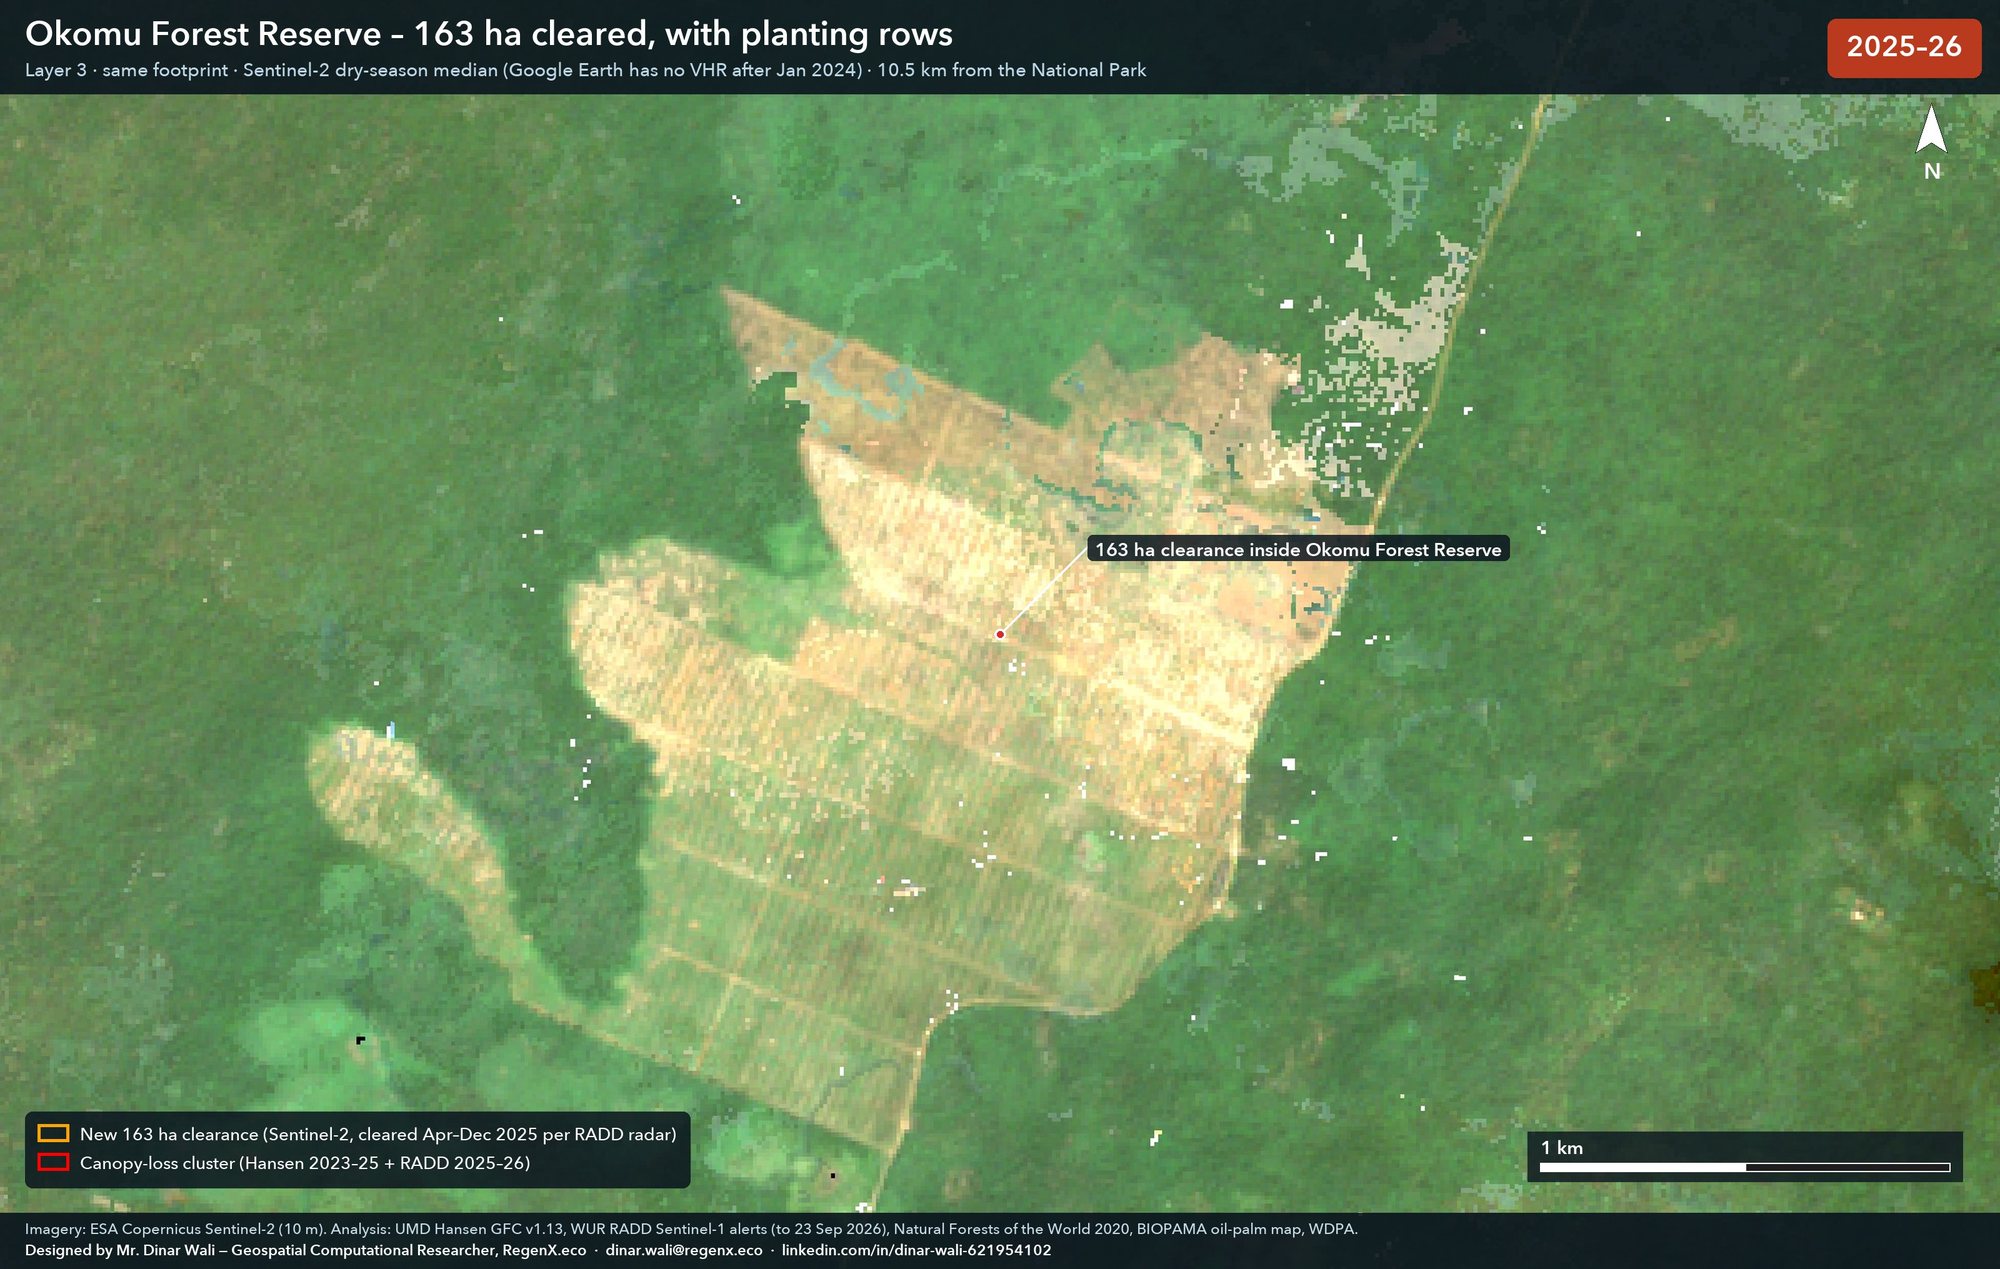 Okomu Forest Reserve – 163 ha cleared, with planting rows
Layer 3 · same footprint · Sentinel-2 dry-season median (Google Earth has no VHR after Jan 2024) · 10.5 km from the National Park
2025–26
N
163 ha clearance inside Okomu Forest Reserve
New 163 ha clearance (Sentinel-2, cleared Apr–Dec 2025 per RADD radar)
Canopy-loss cluster (Hansen 2023–25 + RADD 2025–26)
1 km
Imagery: ESA Copernicus Sentinel-2 (10 m). Analysis: UMD Hansen GFC v1.13, WUR RADD Sentinel-1 alerts (to 23 Sep 2026), Natural Forests of the World 2020, BIOPAMA oil-palm map, WDPA.
Designed by Mr. Dinar Wali – Geospatial Computational Researcher, RegenX.eco · dinar.wali@regenx.eco · linkedin.com/in/dinar-wali-621954102